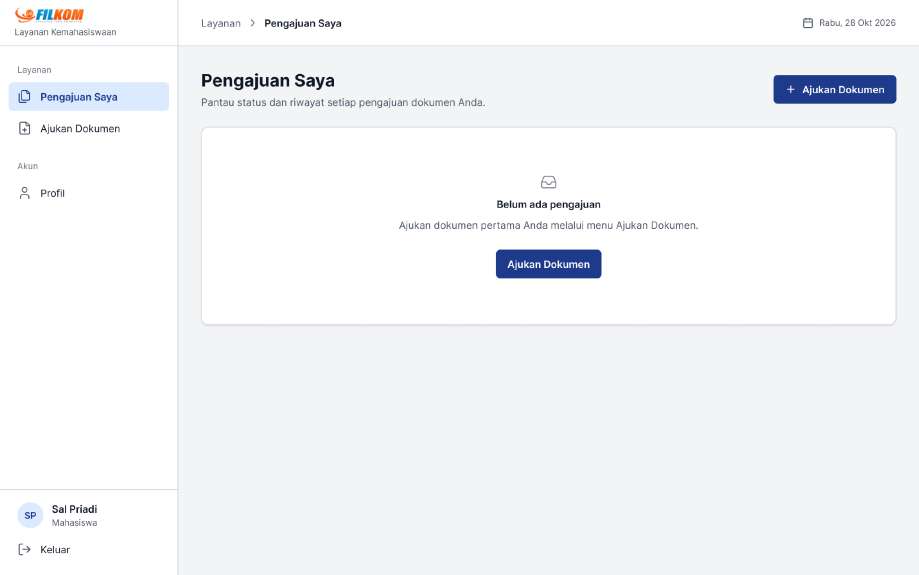 FILKOM
Layanan Kemahasiswaan
Layanan
Pengajuan Saya
Ajukan Dokumen
Akun
Profil
Sal Priadi
SP
Mahasiswa
Keluar
Layanan > Pengajuan Saya
Rabu, 28 Okt 2026
Pengajuan Saya
Pantau status dan riwayat setiap pengajuan dokumen Anda.
+ Ajukan Dokumen
Belum ada pengajuan
Ajukan dokumen pertama Anda melalui menu Ajukan Dokumen.
Ajukan Dokumen